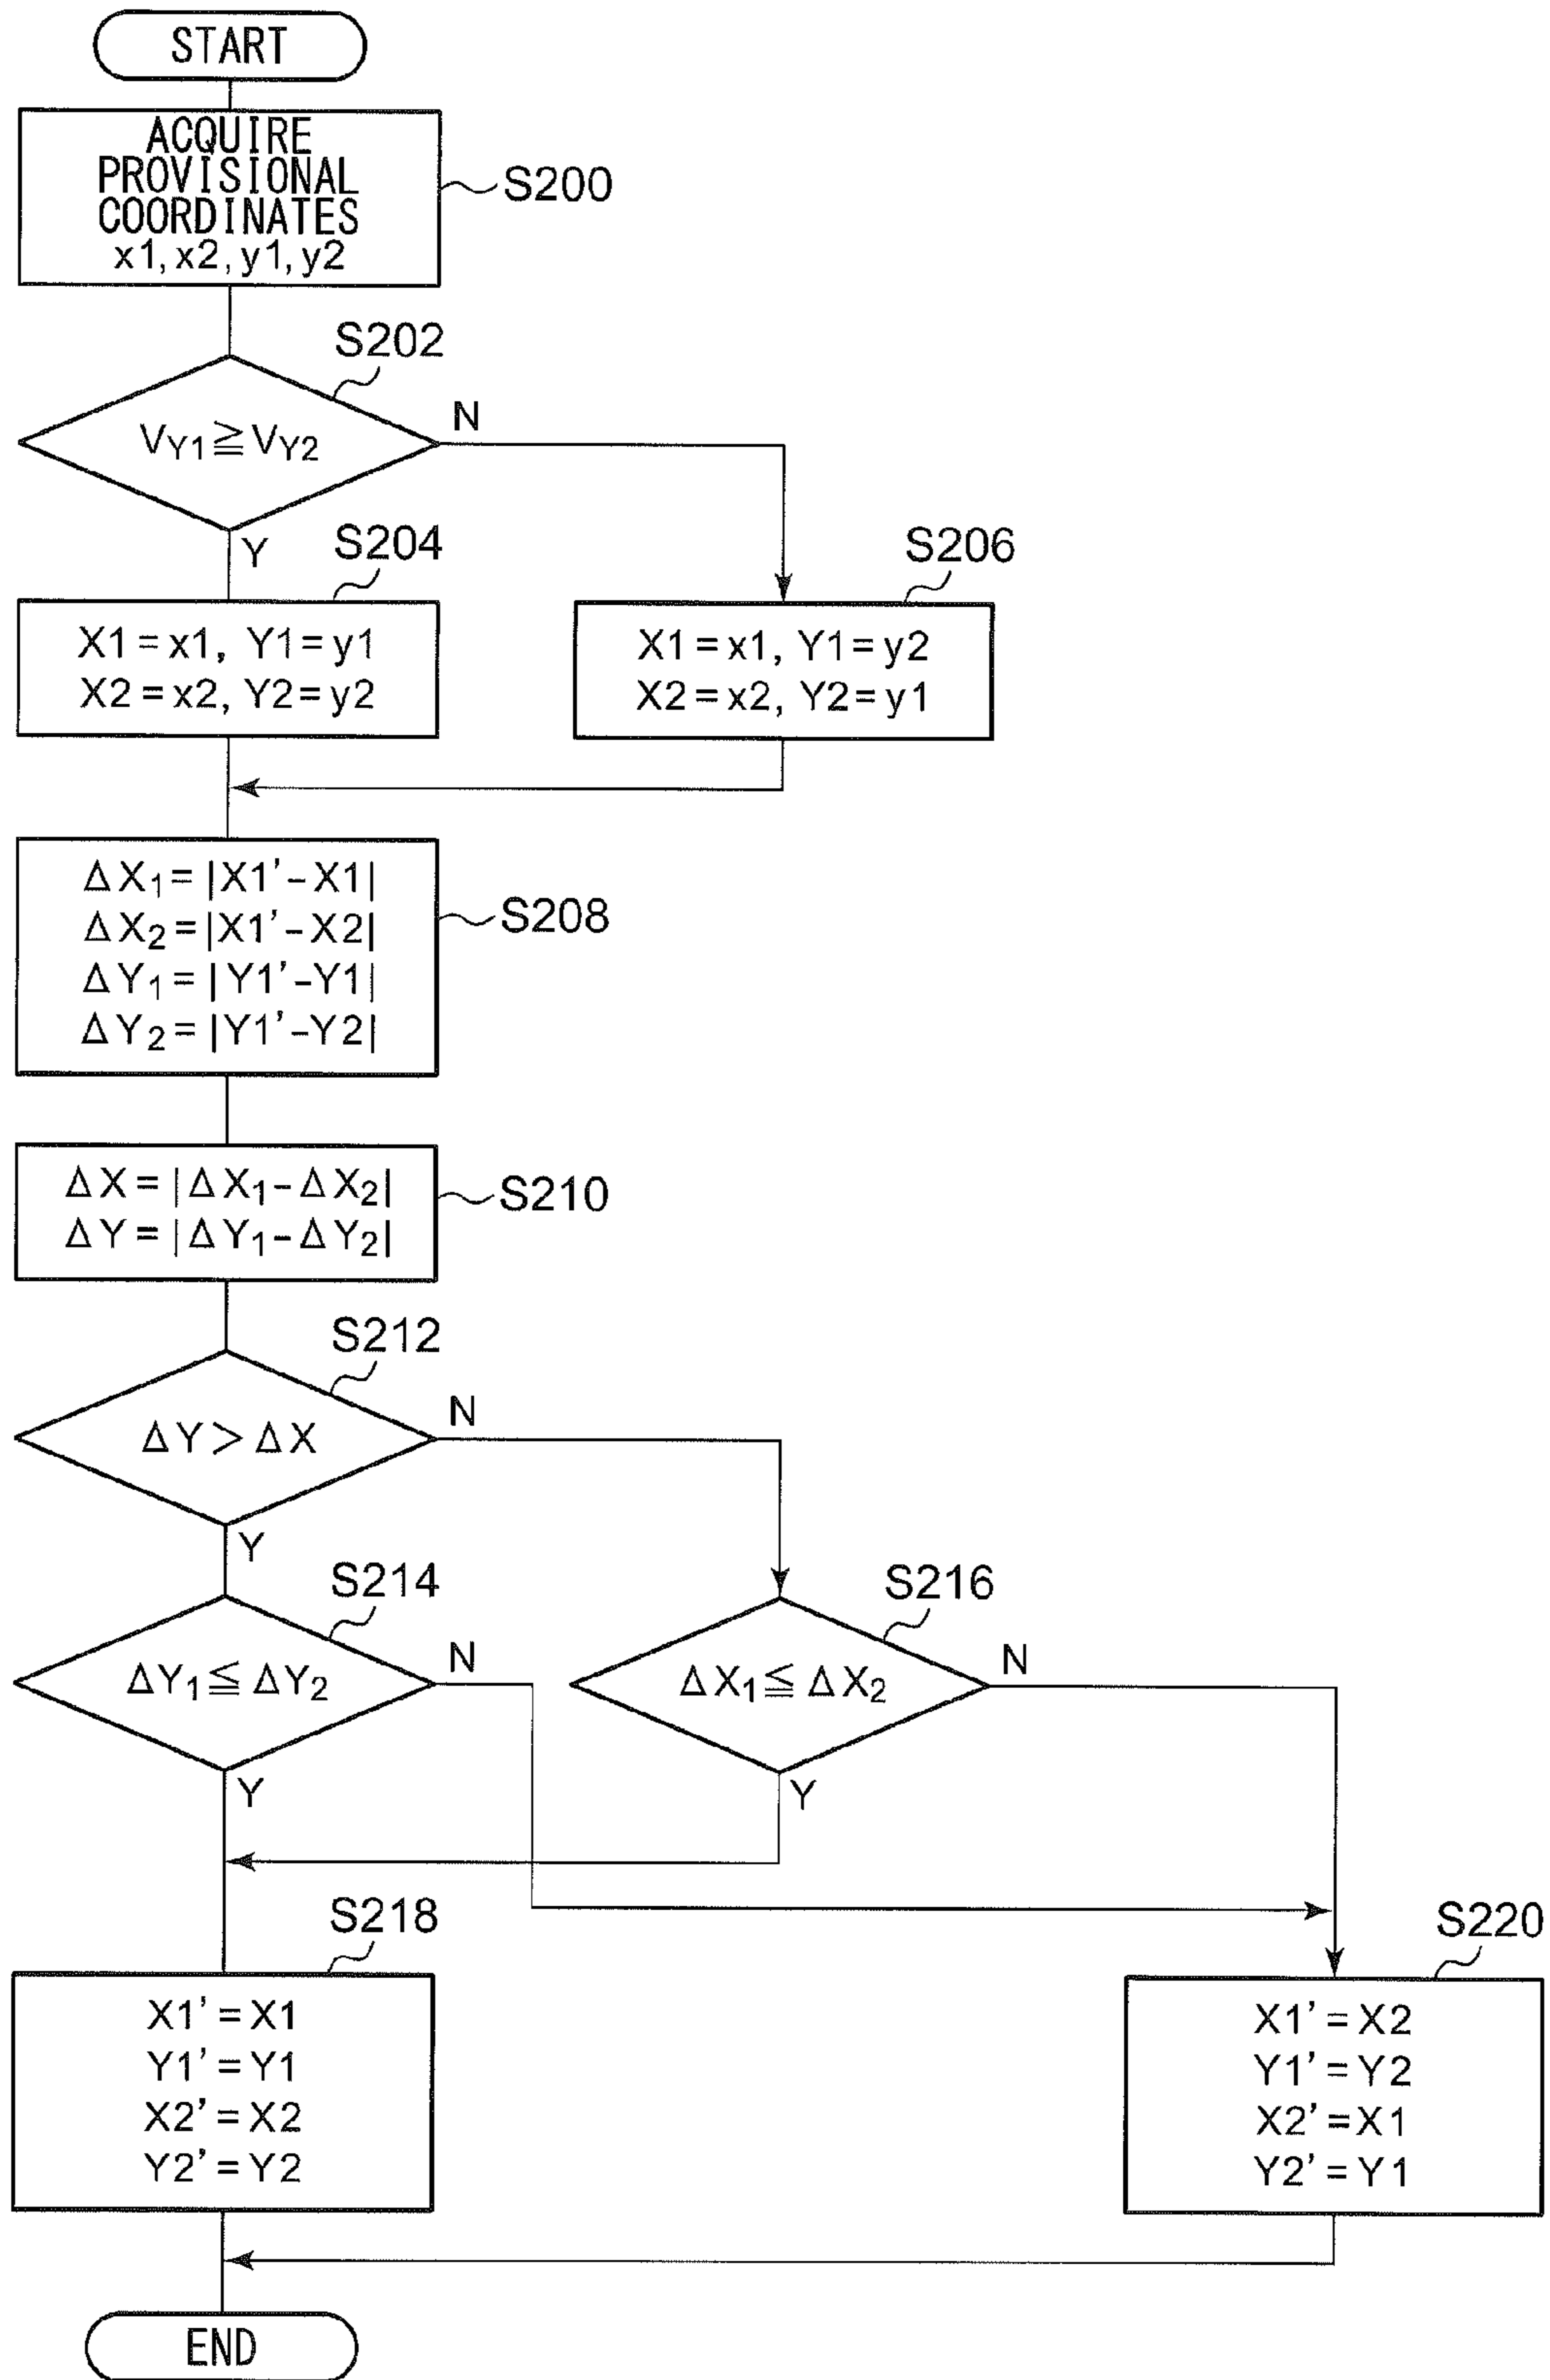 START
ACQUIRE
PROVISIONAL
COORDINATES
x1, x2, y1, y2
S200
S202
VY1≧VY2
N
Y
S204
X1=x1, Y1=y1
X2=x2, Y2=y2
S206
X1=x1, Y1=y2
X2=x2, Y2=y1
ΔX1=|X1'-X1|
ΔX2=|X1'-X2|
ΔY1=|Y1'-Y1|
ΔY2=|Y1'-Y2|
S208
ΔX=|ΔX1-ΔX2|
ΔY=|ΔY1-ΔY2|
S210
S212
ΔY>ΔX
N
Y
S214
ΔY1≦ΔY2
N
Y
S216
ΔX1≦ΔX2
N
Y
S218
X1'=X1
Y1'=Y1
X2'=X2
Y2'=Y2
S220
X1'=X2
Y1'=Y2
X2'=X1
Y2'=Y1
END